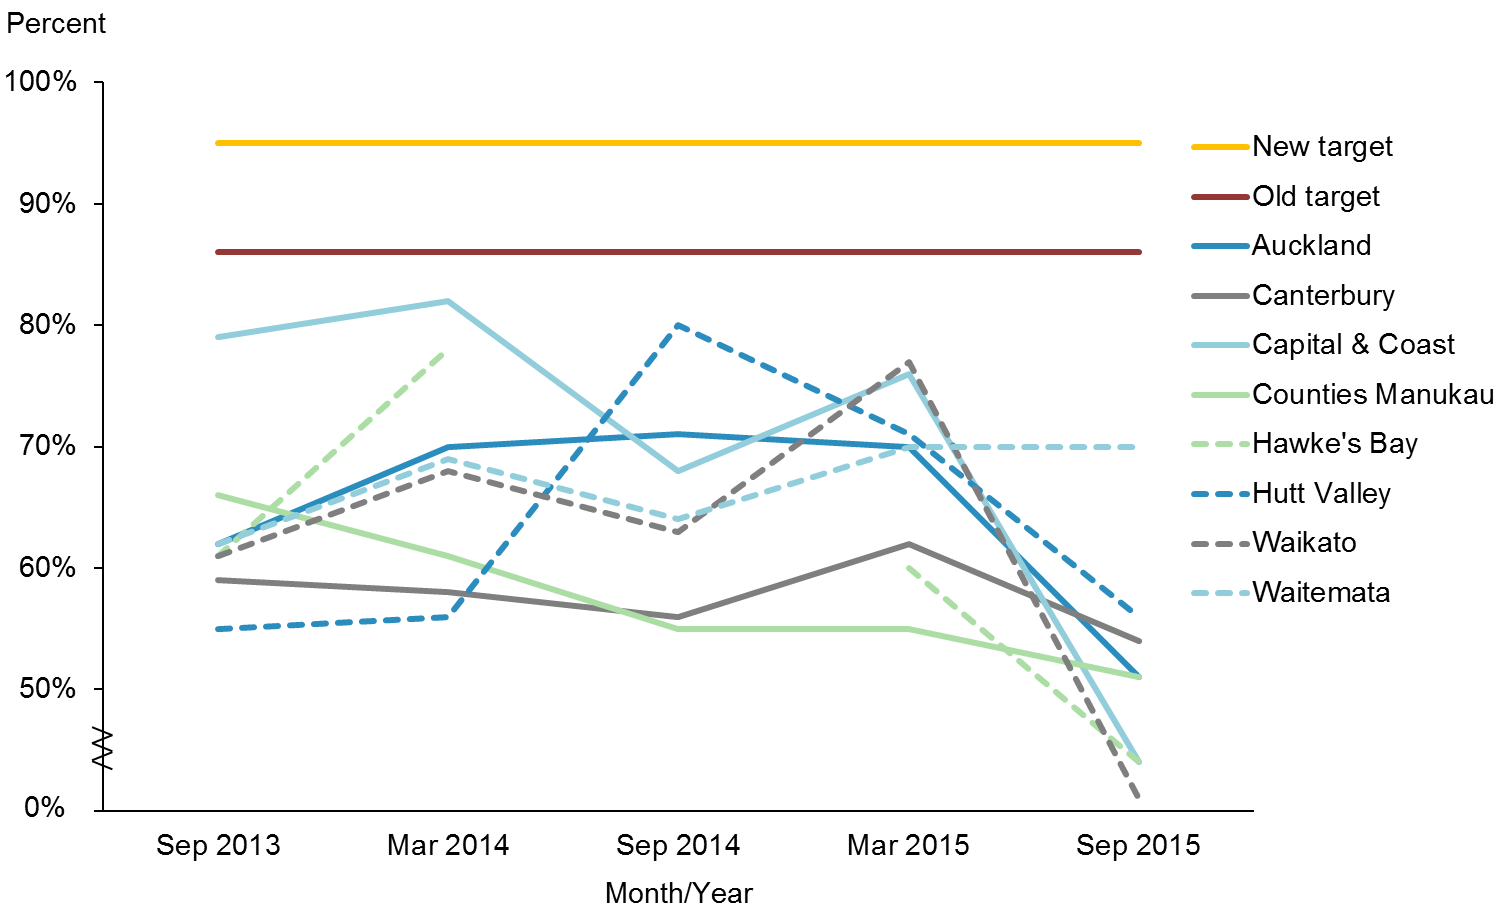 Percent
100%
90%
80%
70%
60%
50%
0%
Sep 2013 Mar 2014 Sep 2014 Mar 2015 Sep 2015
Month/Year
New target
Old target
Auckland
Canterbury
Capital & Coast
Counties Manukau
Hawke's Bay
Hutt Valley
Waikato
Waitemata